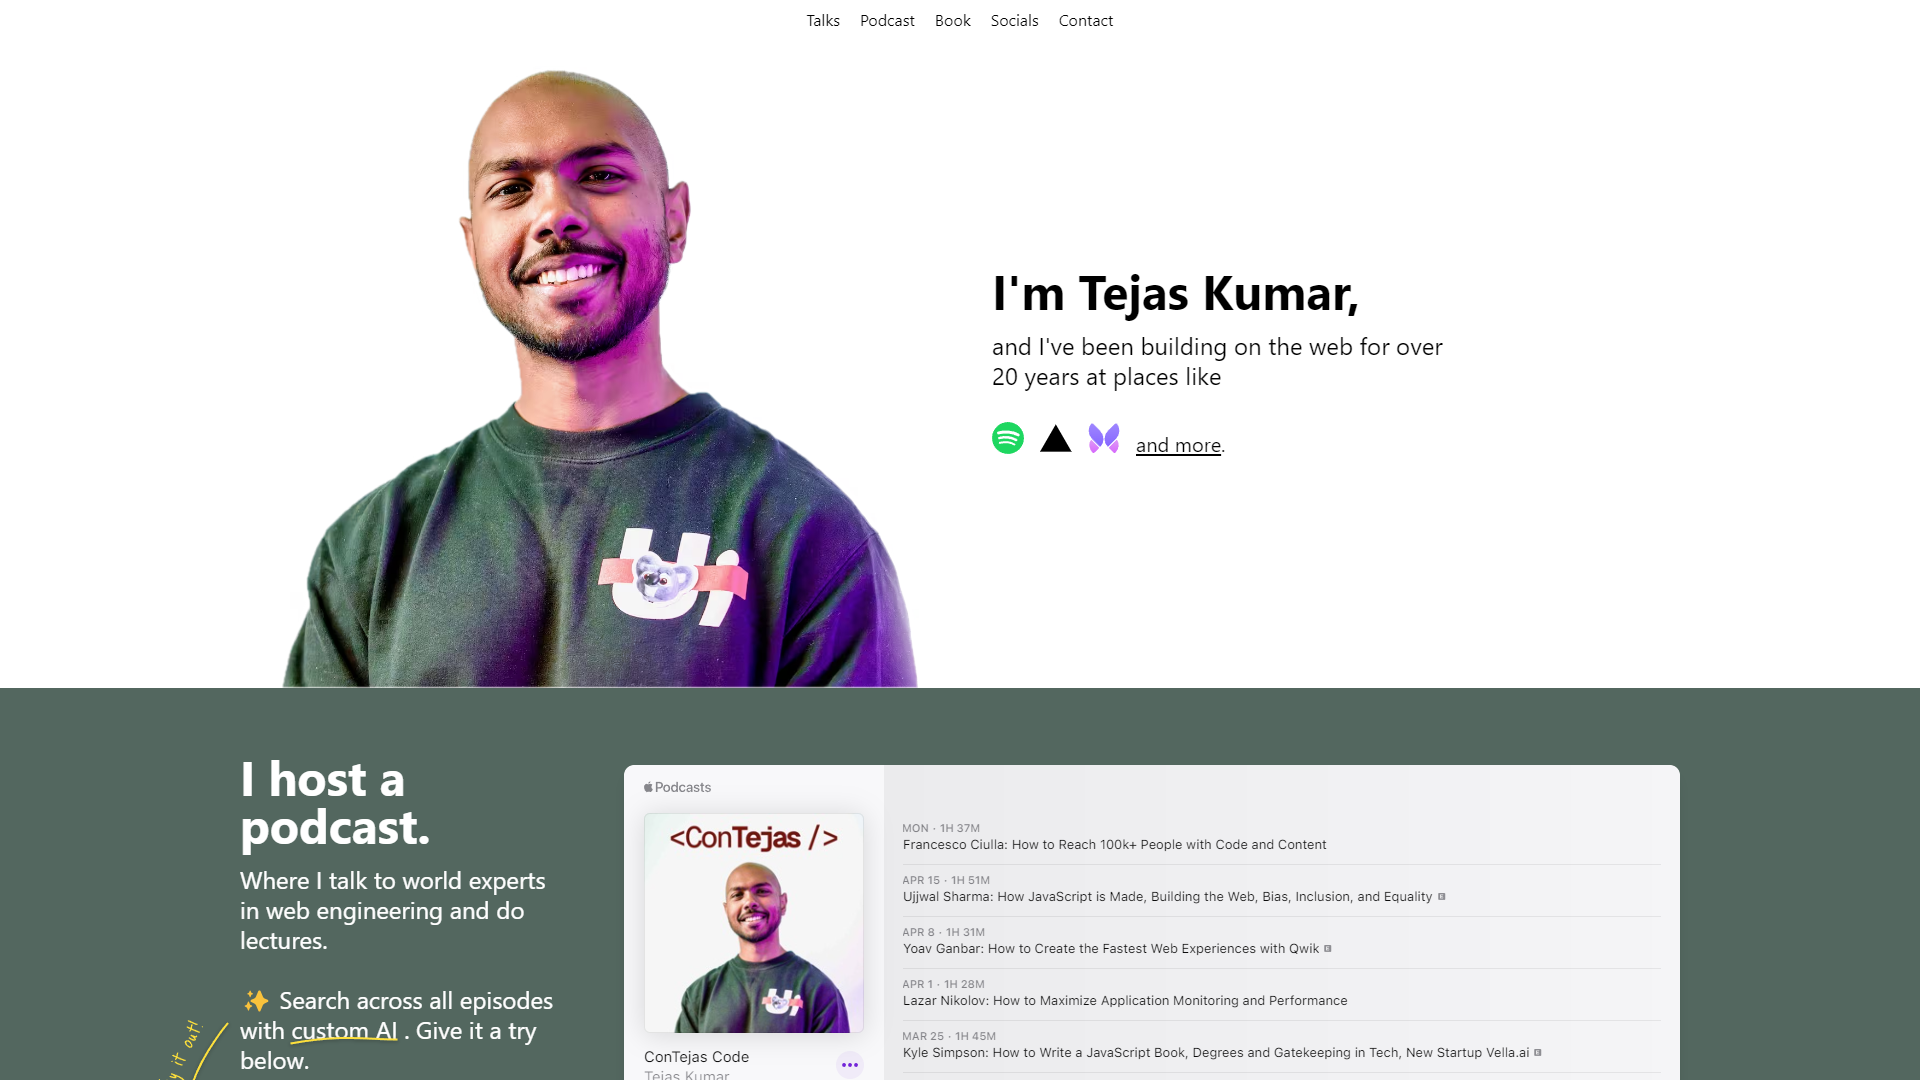 Talks Podcast Book Socials Contact
I'm Tejas Kumar,
and I've been building on the web for over
20 years at places like
and more.
Ui
I host a
podcast.
Where I talk to world experts
in web engineering and do
lectures.
✨ Search across all episodes
with custom AI . Give it a try
below.
it out!
Podcasts
<ConTejas />
Ui
ConTejas Code
Tejas Kumar
MON · 1H 37M
Francesco Ciulla: How to Reach 100k+ People with Code and Content
APR 15 · 1H 51M
Ujjwal Sharma: How JavaScript is Made, Building the Web, Bias, Inclusion, and Equality E
APR 8 · 1H 31M
Yoav Ganbar: How to Create the Fastest Web Experiences with Qwik E
APR 1 · 1H 28M
Lazar Nikolov: How to Maximize Application Monitoring and Performance
MAR 25 · 1H 45M
Kyle Simpson: How to Write a JavaScript Book, Degrees and Gatekeeping in Tech, New Startup Vella.ai E